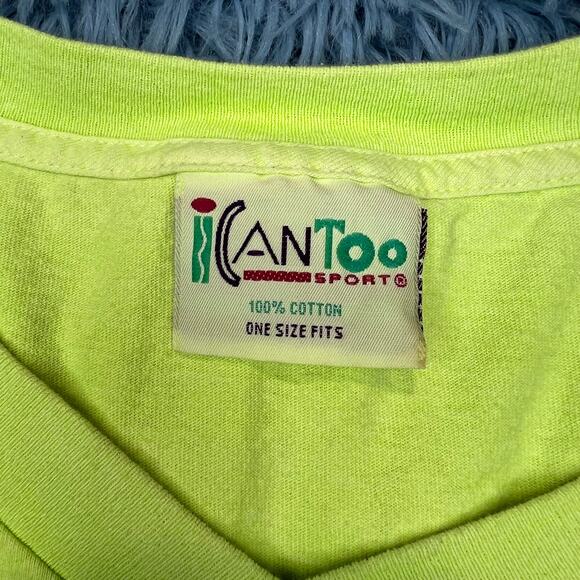 iCANTOO
SPORT®
100% COTTON
ONE SIZE FITS